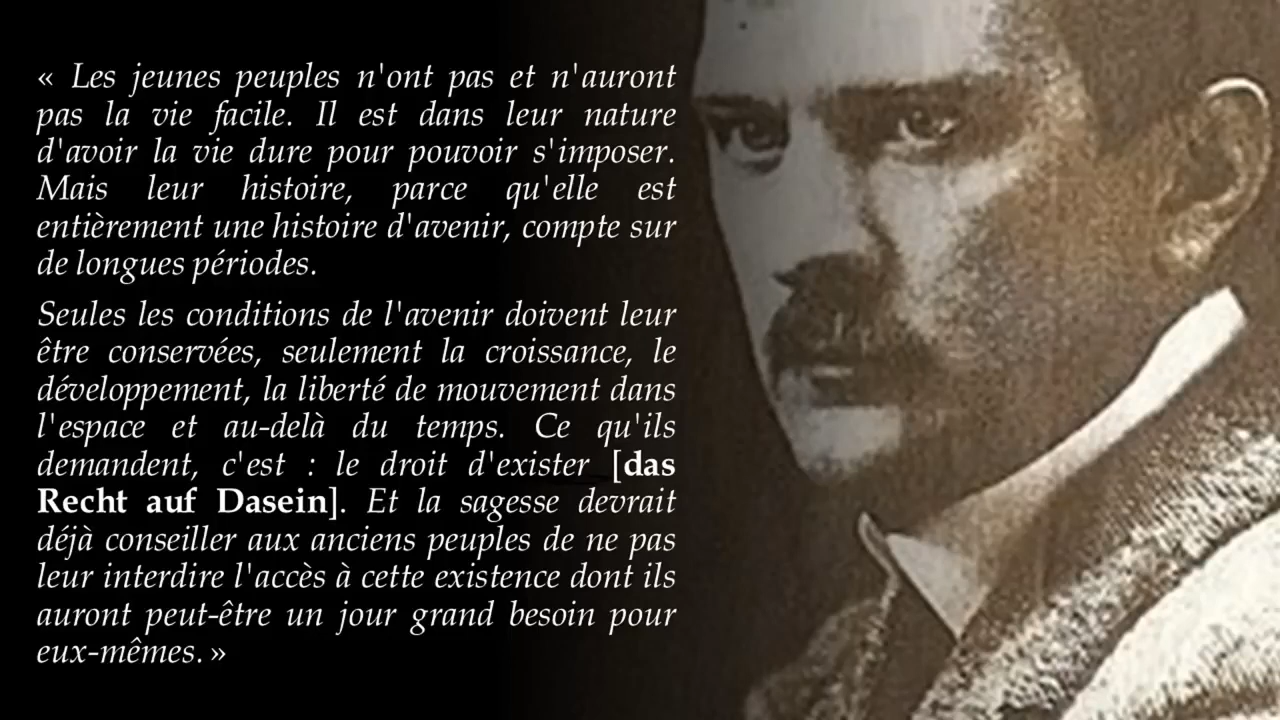 « Les jeunes peuples n'ont pas et n'auront
pas la vie facile. Il est dans leur nature
d'avoir la vie dure pour pouvoir s'imposer.
Mais leur histoire, parce qu'elle est
entièrement une histoire d'avenir, compte sur
de longues périodes.
Seules les conditions de l'avenir doivent leur
être conservées, seulement la croissance, le
développement, la liberté de mouvement dans
l'espace et au-delà du temps. Ce qu'ils
demandent, c'est : le droit d'exister [das
Recht auf Dasein]. Et la sagesse devrait
déjà conseiller aux anciens peuples de ne pas
leur interdire l'accès à cette existence dont ils
auront peut-être un jour grand besoin pour
eux-mêmes. »